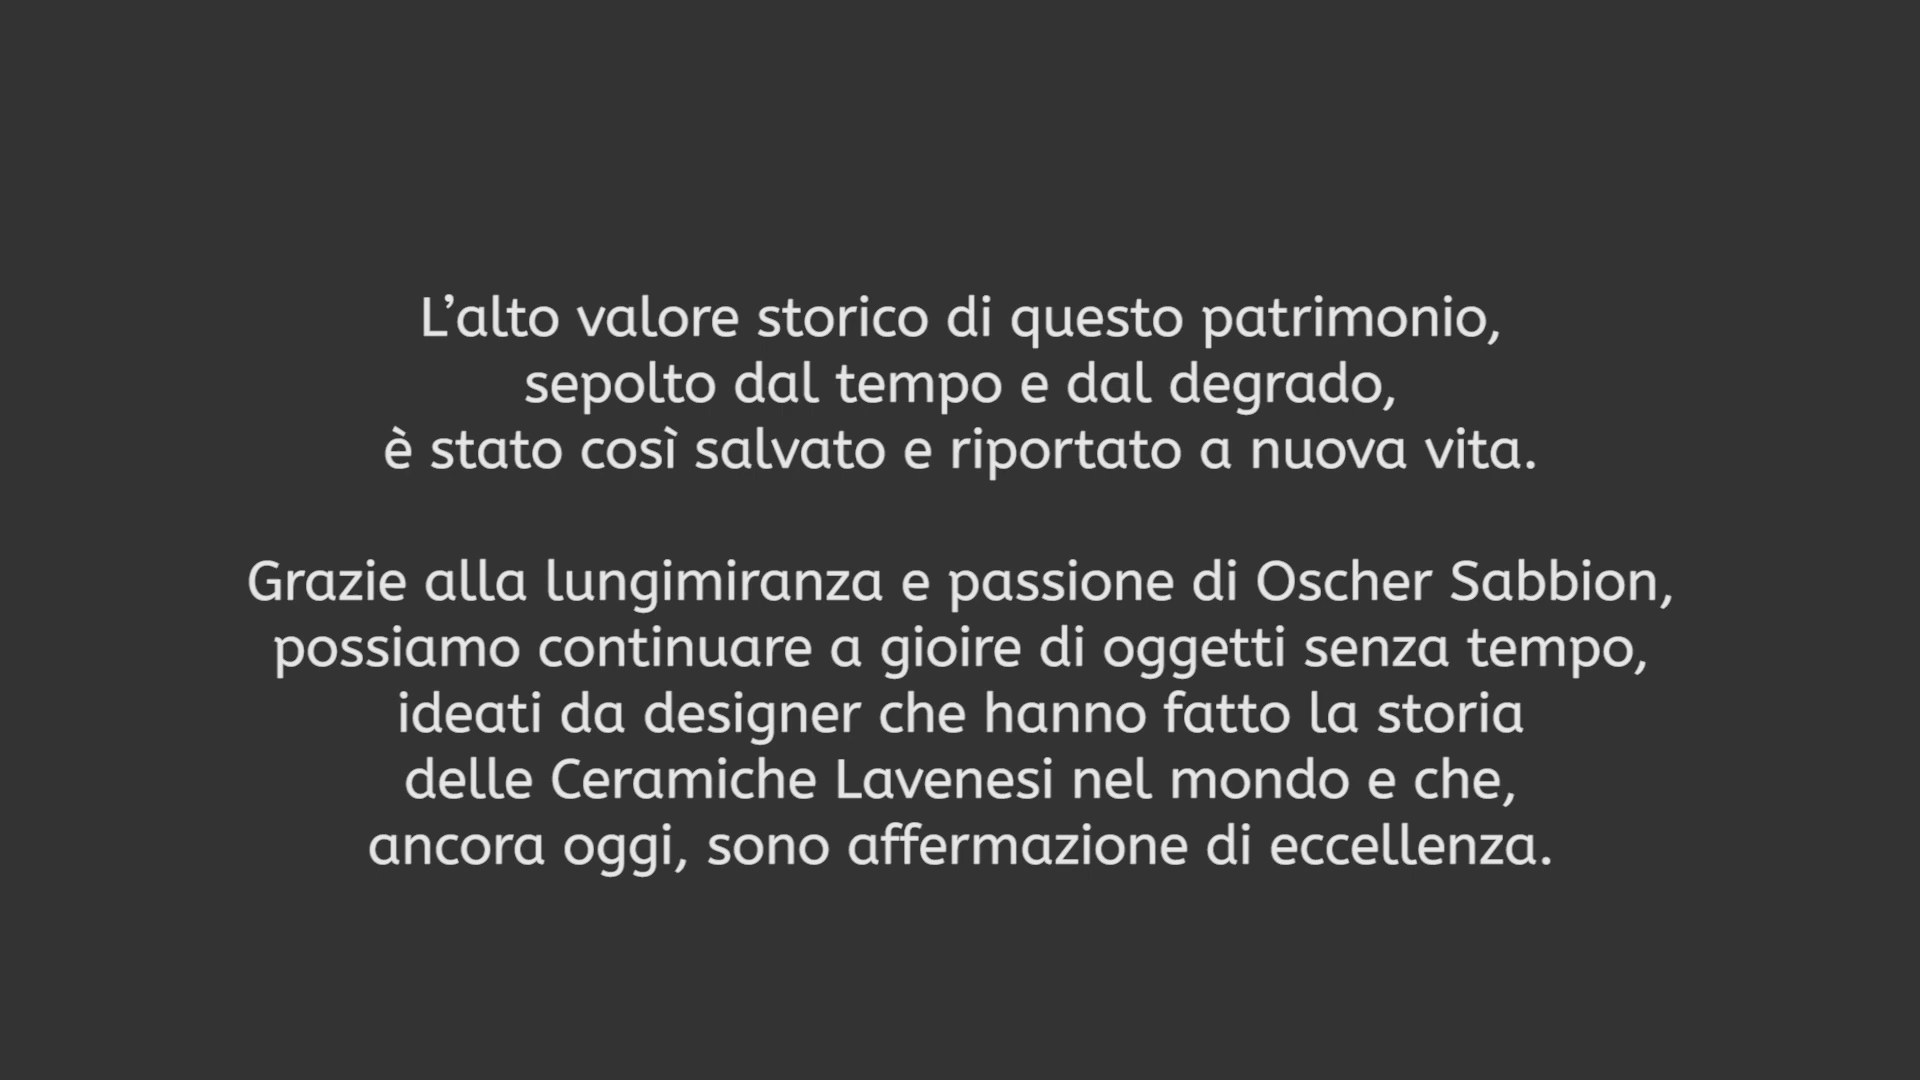 L’alto valore storico di questo patrimonio,
sepolto dal tempo e dal degrado,
è stato così salvato e riportato a nuova vita.
Grazie alla lungimiranza e passione di Oscher Sabbion,
possiamo continuare a gioire di oggetti senza tempo,
ideati da designer che hanno fatto la storia
delle Ceramiche Lavenesi nel mondo e che,
ancora oggi, sono affermazione di eccellenza.